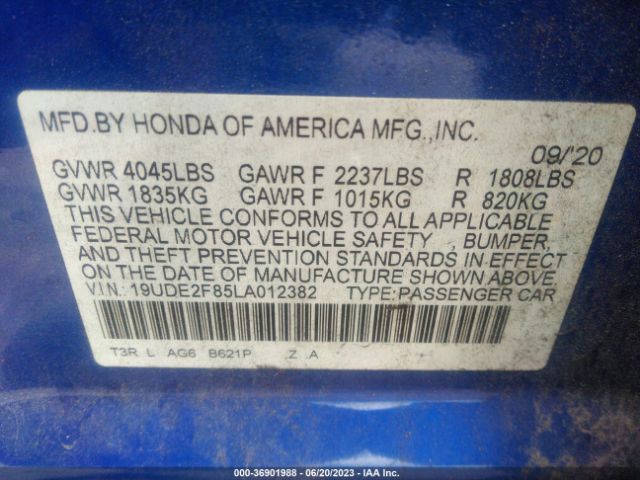 MFD.BY HONDA OF AMERICA MFG.,INC.
09/'20
GVWR 4045LBS GAWR F 2237LBS R 1808LBS
GVWR 1835KG GAWR F 1015KG R 820KG
THIS VEHICLE CONFORMS TO ALL APPLICABLE
FEDERAL MOTOR VEHICLE SAFETY , BUMPER,
AND THEFT PREVENTION STANDARDS IN EFFECT
ON THE DATE OF MANUFACTURE SHOWN ABOVE.
V.I.N.: 19UDE2F85LA012382 TYPE:PASSENGER CAR
T3R L AG6 B621P Z A
000-36901988 - 06/20/2023 - IAA Inc.